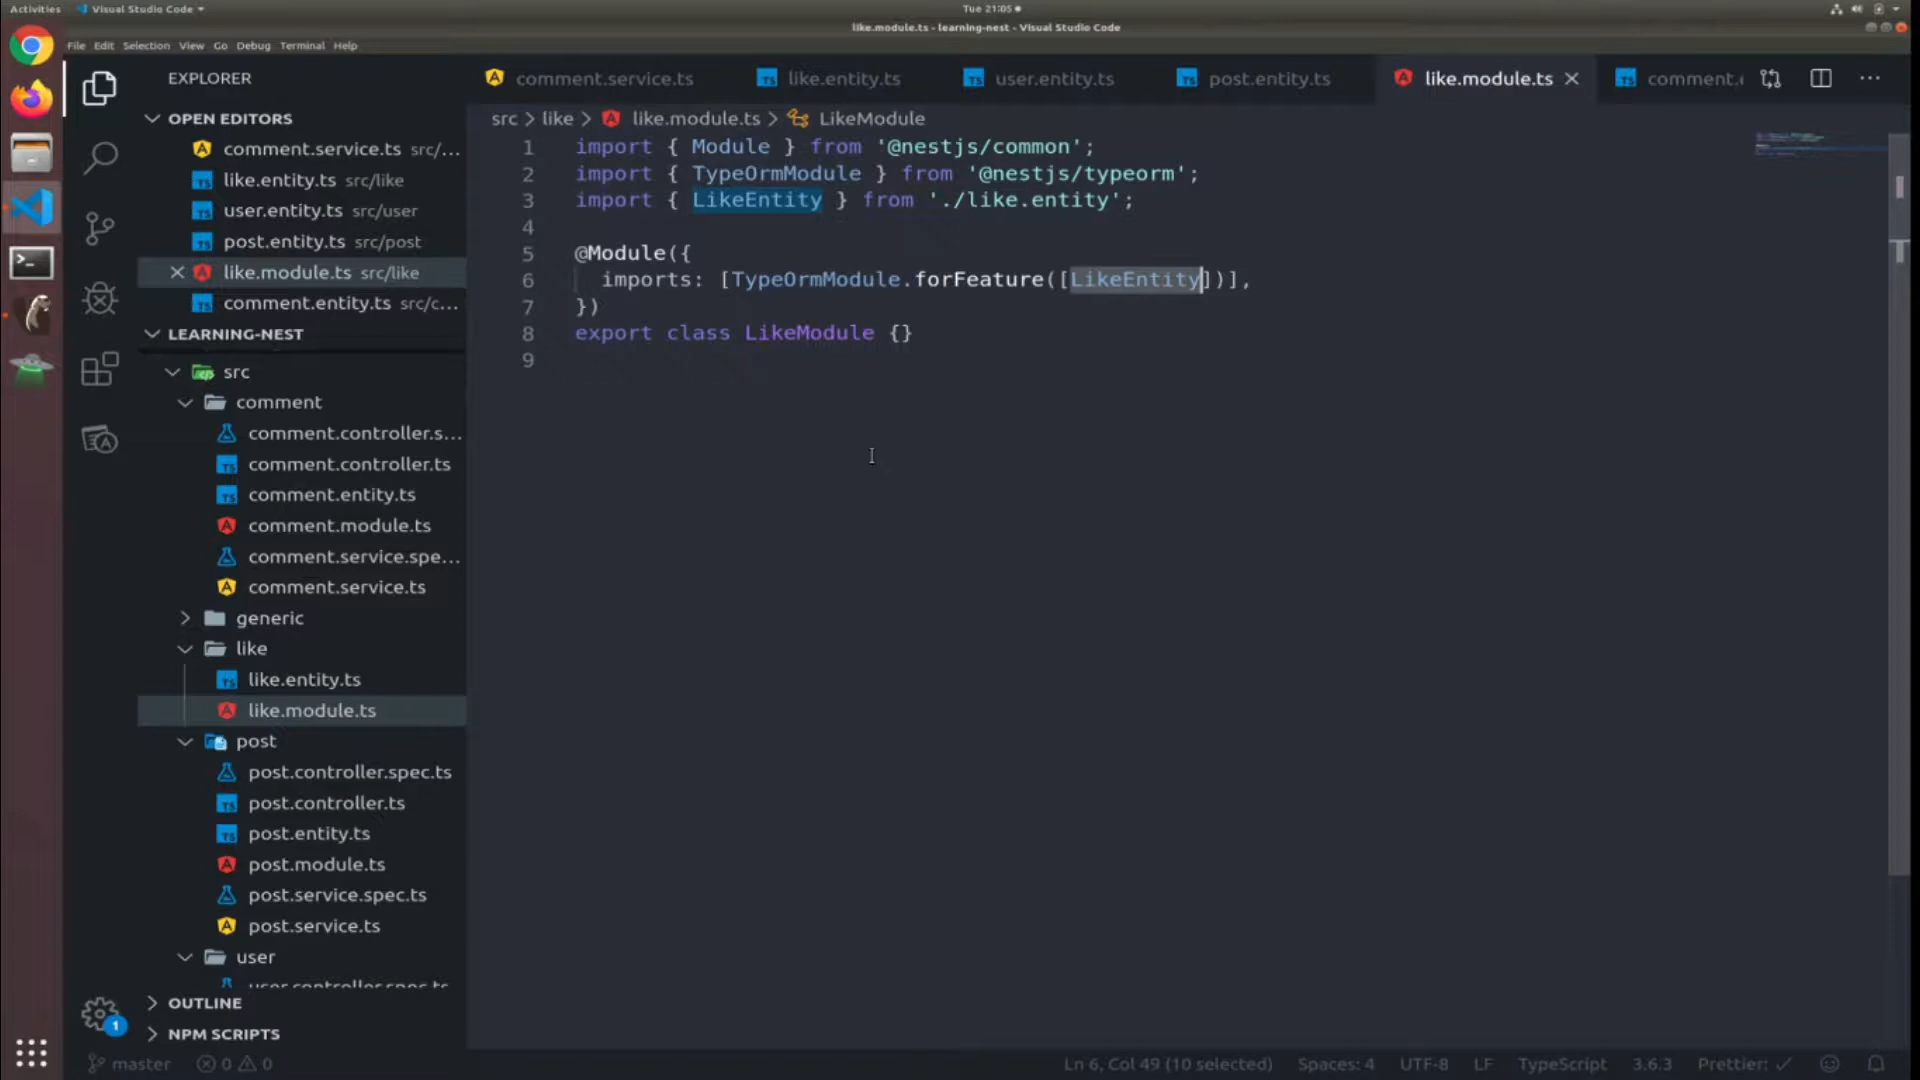 Activities Visual Studio Code Tue 21:05
like.module.ts - learning-nest - Visual Studio Code
File Edit Selection View Go Debug Terminal Help
EXPLORER
OPEN EDITORS
comment.service.ts src/...
like.entity.ts src/like
user.entity.ts src/user
post.entity.ts src/post
like.module.ts src/like
comment.entity.ts src/c...
LEARNING-NEST
src
comment
comment.controller.s...
comment.controller.ts
comment.entity.ts
comment.module.ts
comment.service.spe...
comment.service.ts
generic
like
like.entity.ts
like.module.ts
post
post.controller.spec.ts
post.controller.ts
post.entity.ts
post.module.ts
post.service.spec.ts
post.service.ts
user
user.controller.spec.ts
OUTLINE
NPM SCRIPTS
comment.service.ts like.entity.ts user.entity.ts post.entity.ts like.module.ts comment.
src > like > like.module.ts > LikeModule
1 import { Module } from '@nestjs/common';
2 import { TypeOrmModule } from '@nestjs/typeorm';
3 import { LikeEntity } from './like.entity';
4
5 @Module({
6 imports: [TypeOrmModule.forFeature([LikeEntity])],
7 })
8 export class LikeModule {}
9
1
master 0 0 Ln 6, Col 49 (10 selected) Spaces: 4 UTF-8 LF TypeScript 3.6.3 Prettier: ✓